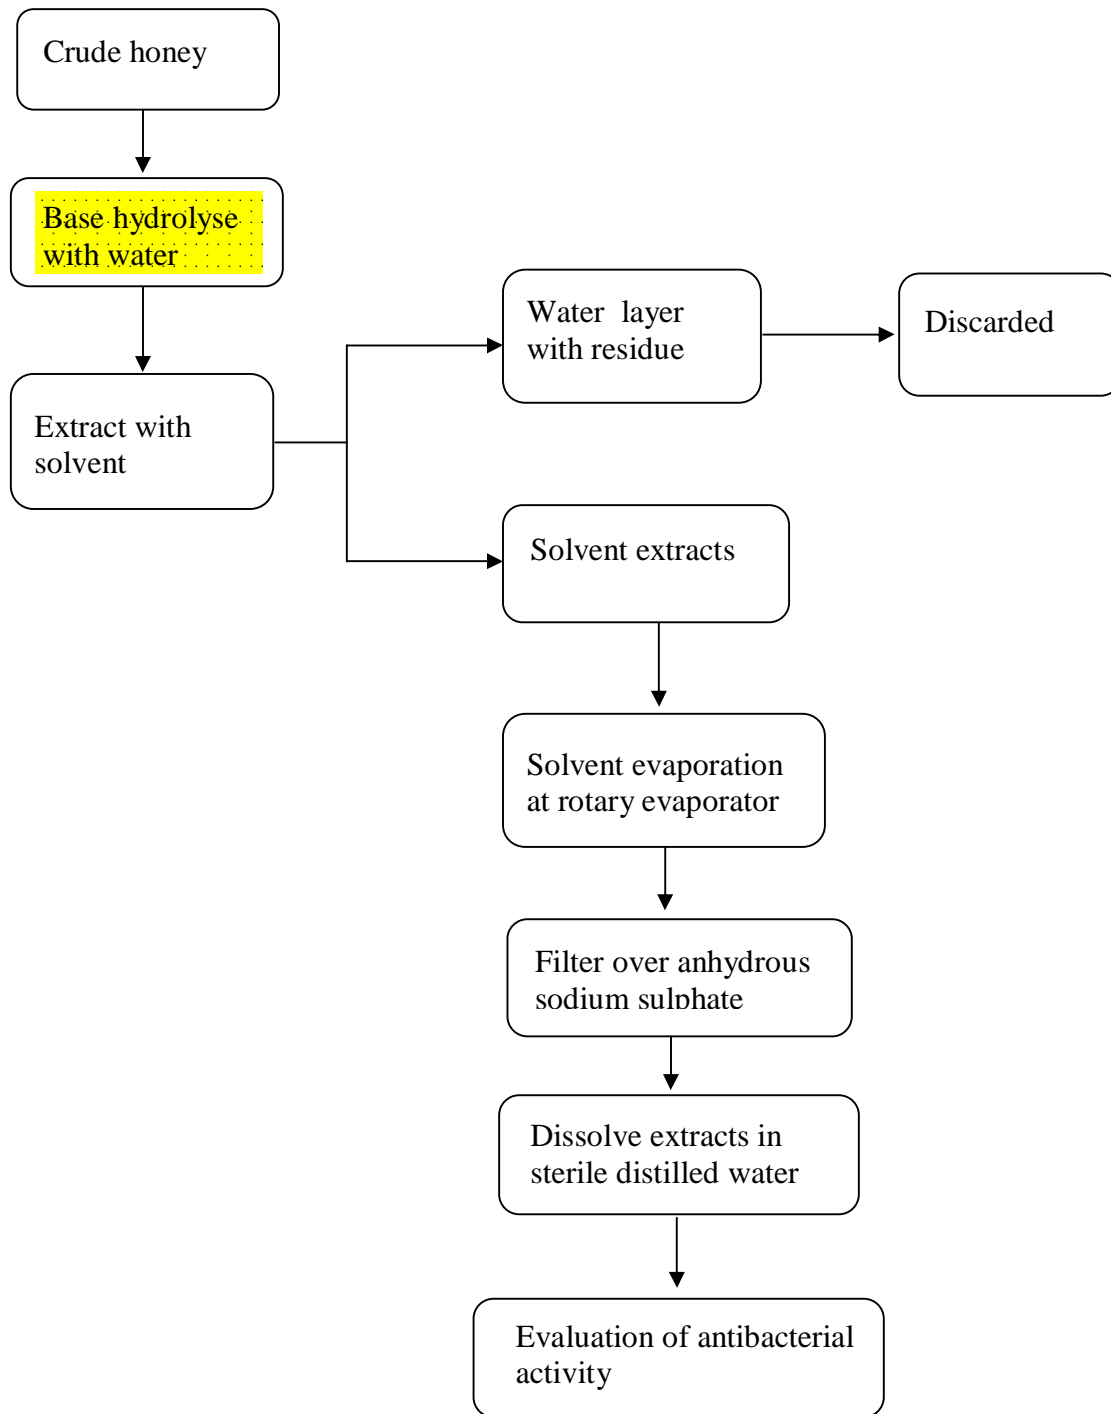 Crude honey
Base hydrolyse
with water
Extract with
solvent
Water layer
with residue
Discarded
Solvent extracts
Solvent evaporation
at rotary evaporator
Filter over anhydrous
sodium sulphate
Dissolve extracts in
sterile distilled water
Evaluation of antibacterial
activity